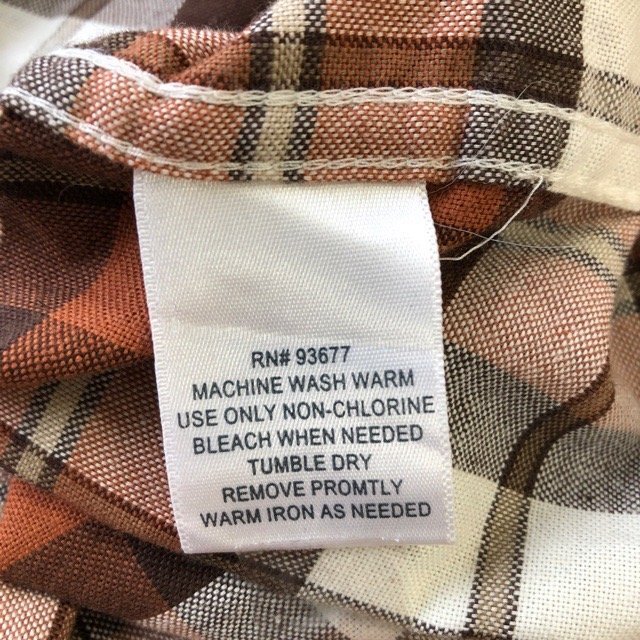 RN# 93677
MACHINE WASH WARM
USE ONLY NON-CHLORINE
BLEACH WHEN NEEDED
TUMBLE DRY
REMOVE PROMTLY
WARM IRON AS NEEDED